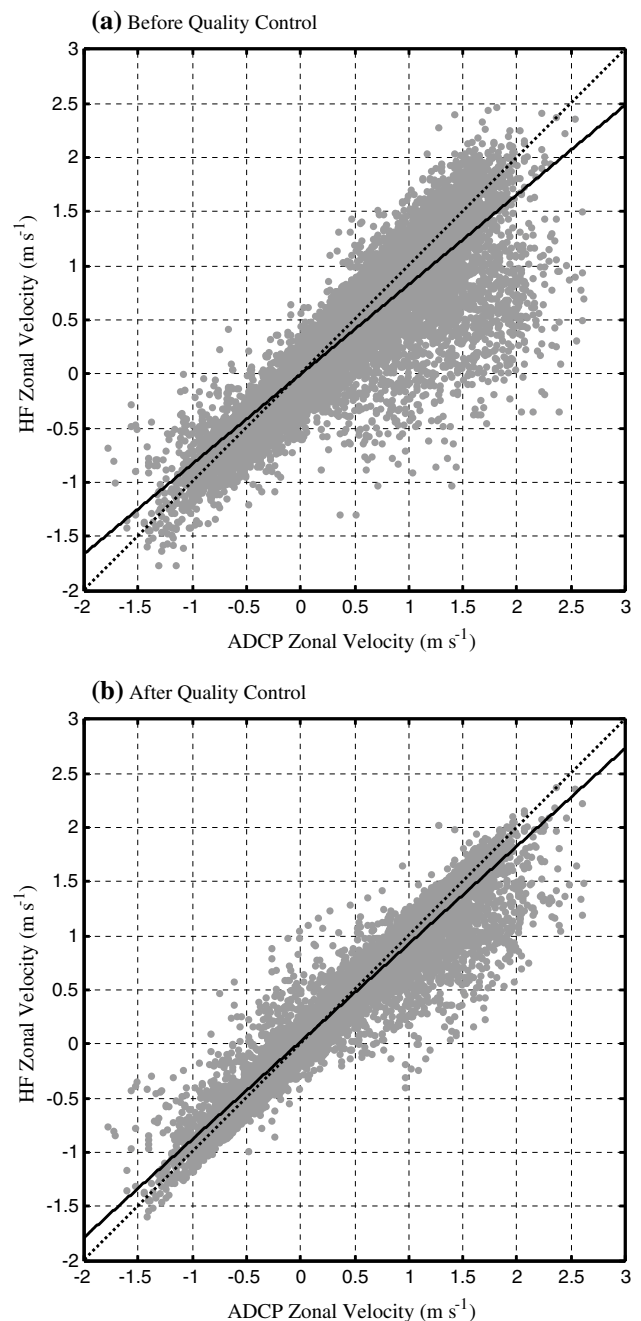 (a) Before Quality Control
3
2.5
2
1.5
1
0.5
0
-0.5
-1
-1.5
-2
HF Zonal Velocity (m s-1)
-2 -1.5 -1 -0.5 0 0.5 1 1.5 2 2.5 3
ADCP Zonal Velocity (m s-1)
(b) After Quality Control
3
2.5
2
1.5
1
0.5
0
-0.5
-1
-1.5
-2
HF Zonal Velocity (m s-1)
-2 -1.5 -1 -0.5 0 0.5 1 1.5 2 2.5 3
ADCP Zonal Velocity (m s-1)